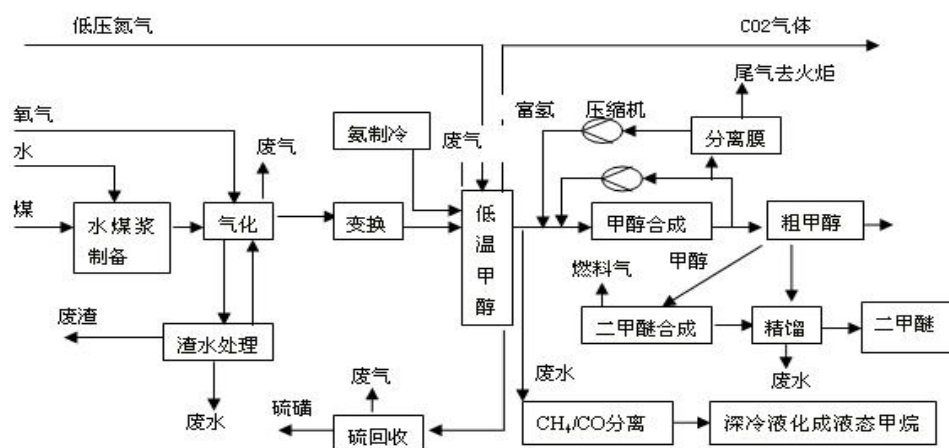 低压氮气
CO2气体
尾气去火炬
氧气
富氢
压缩机
分离膜
水
废气
氨制冷
废气
煤
水煤浆
制备
气化
变换
低
温
甲
醇
甲醇合成
粗甲醇
甲醇
燃料气
废渣
渣水处理
二甲醚合成
精馏
二甲醚
废水
废气
废水
废水
硫磺
硫回收
CH₄/CO分离
深冷液化成液态甲烷